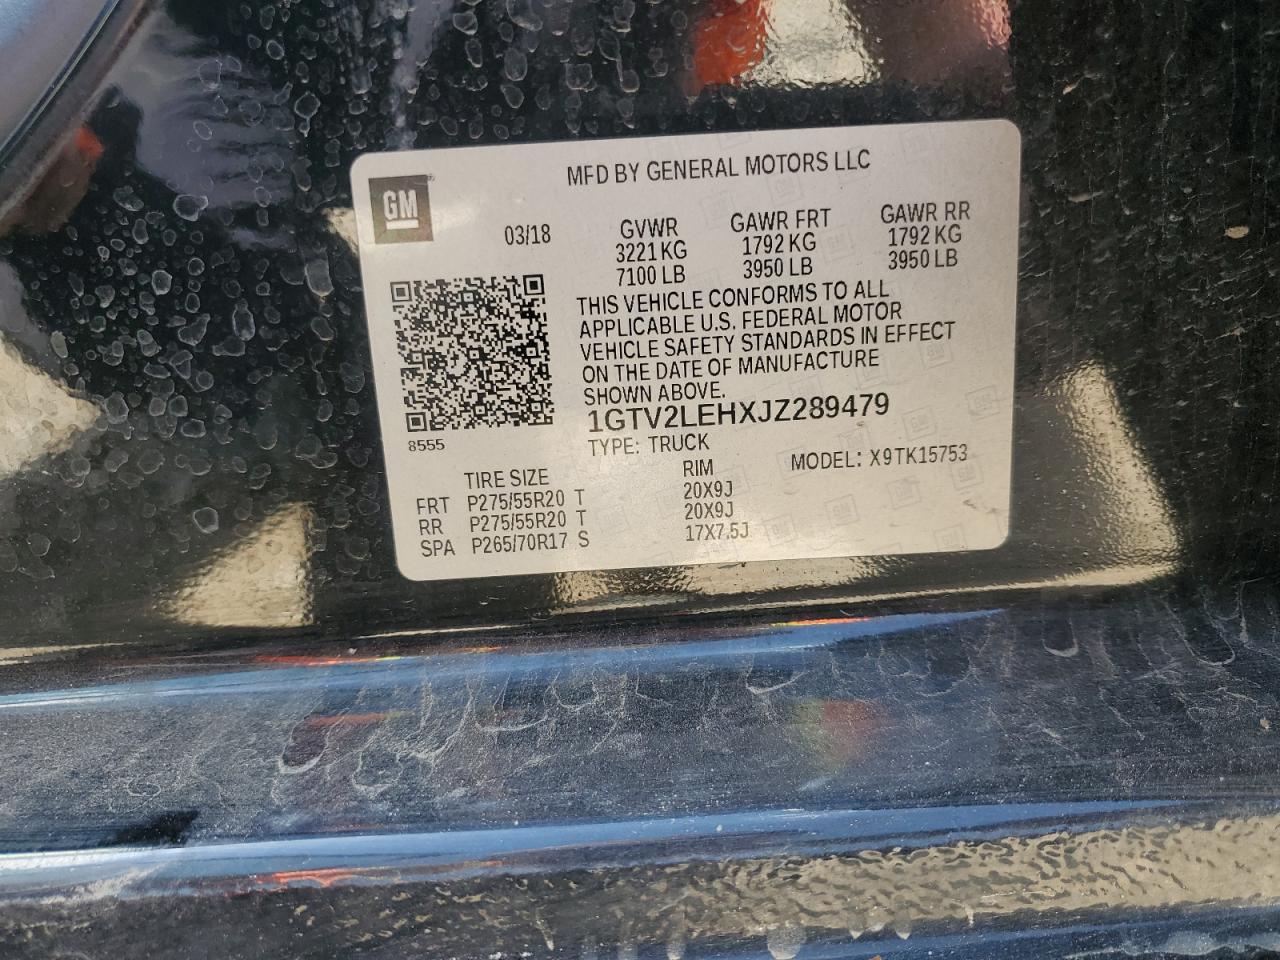 MFD BY GENERAL MOTORS LLC
GM
03/18
GVWR GAWR FRT GAWR RR
3221 KG 1792 KG 1792 KG
7100 LB 3950 LB 3950 LB
THIS VEHICLE CONFORMS TO ALL
APPLICABLE U.S. FEDERAL MOTOR
VEHICLE SAFETY STANDARDS IN EFFECT
ON THE DATE OF MANUFACTURE
SHOWN ABOVE.
1GTV2LEHXJZ289479
8555
TYPE: TRUCK MODEL: X9TK15753
TIRE SIZE RIM
FRT P275/55R20 T 20X9J
RR P275/55R20 T 20X9J
SPA P265/70R17 S 17X7.5J